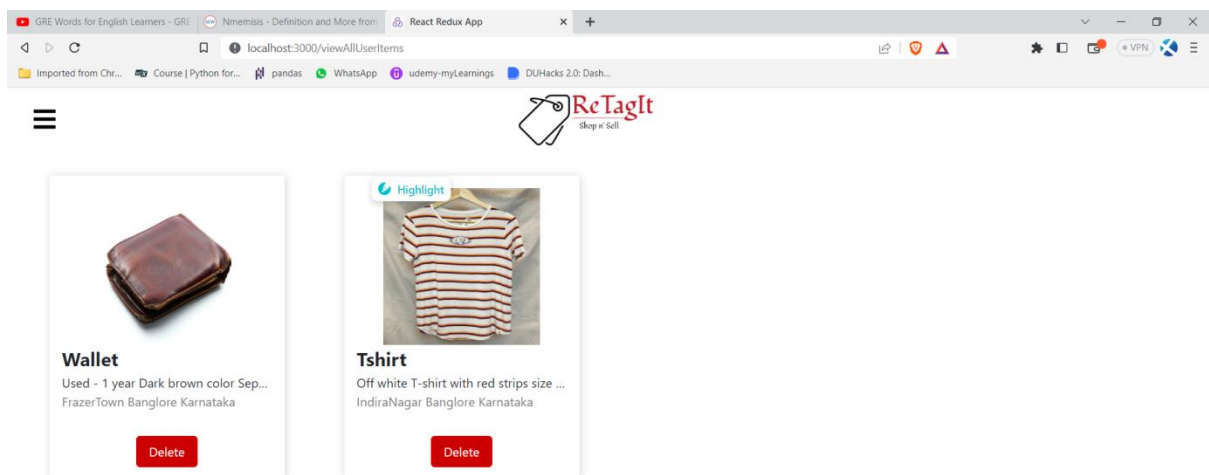 GRE Words for English Learners - GRE
Nmemisis - Definition and More from
React Redux App
localhost:3000/viewAllUserItems
VPN
Imported from Chr...
Course | Python for...
pandas
WhatsApp
udemy-myLearnings
DUHacks 2.0: Dash...
ReTagIt
Shop n' Sell
Highlight
Wallet
Used - 1 year Dark brown color Sep...
FrazerTown Banglore Karnataka
Delete
Tshirt
Off white T-shirt with red strips size ...
IndiraNagar Banglore Karnataka
Delete